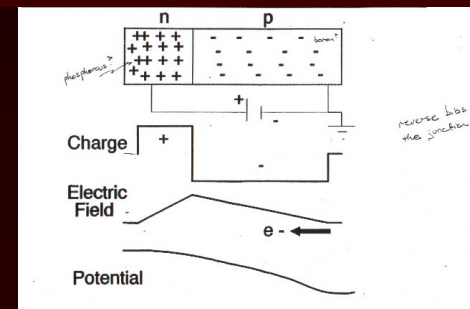 n p
boron?
phosphorous?
+
-
reverse bias
the junction
Charge
+
-
Electric
Field
e -
Potential